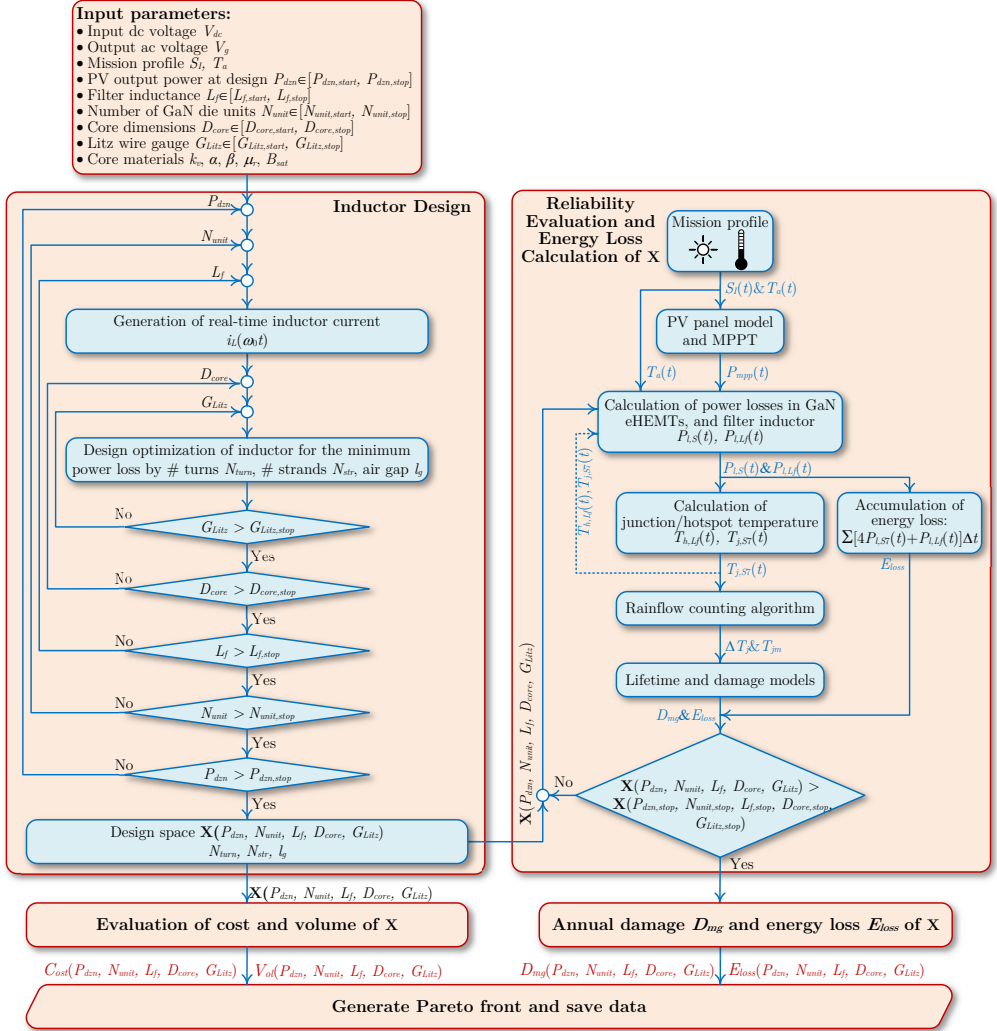 Input parameters:
• Input dc voltage V_dc
• Output ac voltage V_g
• Mission profile S_I, T_a
• PV output power at design P_dzn∈[P_dzn,start, P_dzn,stop]
• Filter inductance L_f∈[L_f,start, L_f,stop]
• Number of GaN die units N_unit∈[N_unit,start, N_unit,stop]
• Core dimensions D_core∈[D_core,start, D_core,stop]
• Litz wire gauge G_Litz∈[G_Litz,start, G_Litz,stop]
• Core materials k_v, α, β, μ_r, B_sat
Inductor Design
P_dzn
N_unit
L_f
Generation of real-time inductor current
i_L(ω_0t)
D_core
G_Litz
Design optimization of inductor for the minimum
power loss by # turns N_turn, # strands N_str, air gap l_g
No
G_Litz > G_Litz,stop
Yes
No
D_core > D_core,stop
Yes
No
L_f > L_f,stop
Yes
No
N_unit > N_unit,stop
Yes
No
P_dzn > P_dzn,stop
Yes
Design space X(P_dzn, N_unit, L_f, D_core, G_Litz)
N_turn, N_str, l_g
X(P_dzn, N_unit, L_f, D_core, G_Litz)
Evaluation of cost and volume of X
Cost(P_dzn, N_unit, L_f, D_core, G_Litz)
V_ol(P_dzn, N_unit, L_f, D_core, G_Litz)
Reliability
Evaluation and
Energy Loss
Calculation of X
Mission profile
S_I(t)&T_a(t)
PV panel model
and MPPT
T_a(t)
P_mpp(t)
Calculation of power losses in GaN
eHEMTs, and filter inductor
P_l,S(t), P_l,Lf(t)
P_l,S(t)&P_l,Lf(t)
T_h,Lf(t), T_j,S7(t)
Calculation of
junction/hotspot temperature
T_h,Lf(t), T_j,S7(t)
Accumulation of
energy loss:
Σ[4P_l,S7(t)+P_l,Lf(t)]Δt
T_j,S7(t)
E_loss
Rainflow counting algorithm
ΔT_j&T_jm
Lifetime and damage models
D_mg&E_loss
X(P_dzn, N_unit, L_f, D_core, G_Litz)
No
X(P_dzn, N_unit, L_f, D_core, G_Litz) >
X(P_dzn,stop, N_unit,stop, L_f,stop, D_core,stop,
G_Litz,stop)
Yes
Annual damage D_mg and energy loss E_loss of X
D_mg(P_dzn, N_unit, L_f, D_core, G_Litz)
E_loss(P_dzn, N_unit, L_f, D_core, G_Litz)
Generate Pareto front and save data